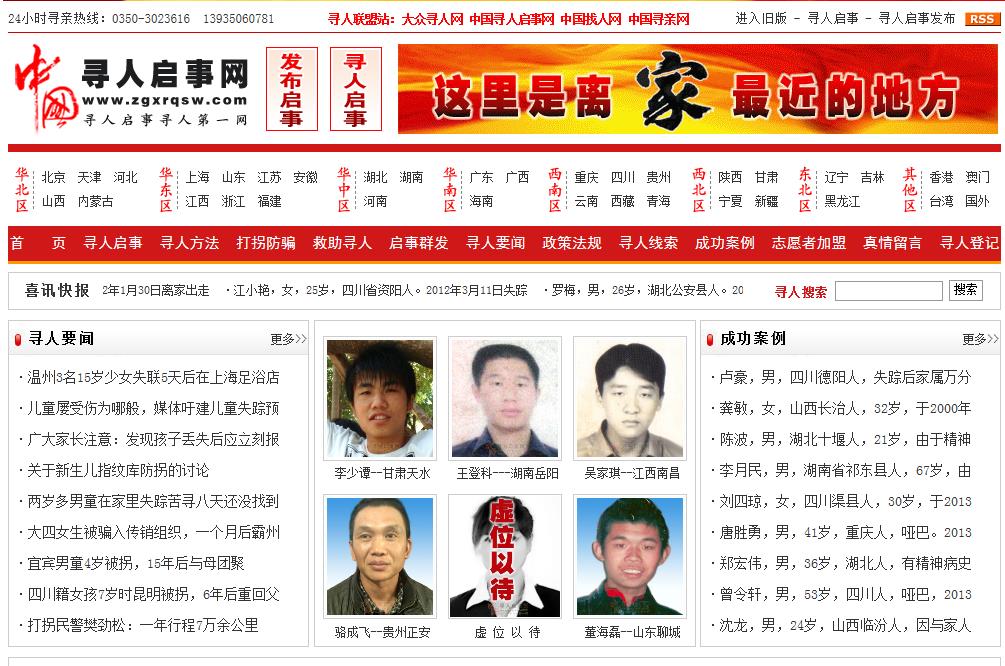 24小时寻亲热线：0350-3023616 13935060781 寻人联盟站：大众寻人网 中国寻人启事网 中国找人网 中国寻亲网 进入旧版 - 寻人启事 - 寻人启事发布 RSS
中国
寻人启事网
www.zgxrqsw.com
寻人启事寻人第一网
发布启事
寻人启事
这里是离家最近的地方
华北区 北京 天津 河北
山西 内蒙古
华东区 上海 山东 江苏 安徽
江西 浙江 福建
华中区 湖北 湖南
河南
华南区 广东 广西
海南
西南区 重庆 四川 贵州
云南 西藏 青海
西北区 陕西 甘肃
宁夏 新疆
东北区 辽宁 吉林
黑龙江
其他区 香港 澳门
台湾 国外
首 页 寻人启事 寻人方法 打拐防骗 救助寻人 启事群发 寻人要闻 政策法规 寻人线索 成功案例 志愿者加盟 真情留言 寻人登记
喜讯快报 2年1月30日离家出走 ·江小艳，女，25岁，四川省资阳人。2012年3月11日失踪 ·罗梅，男，26岁，湖北公安县人。20 寻人搜索 搜索
寻人要闻 更多>>
·温州3名15岁少女失联5天后在上海足浴店
·儿童屡受伤为哪般，媒体吁建儿童失踪预
·广大家长注意：发现孩子丢失后应立刻报
·关于新生儿指纹库防拐的讨论
·两岁多男童在家里失踪苦寻八天还没找到
·大四女生被骗入传销组织，一个月后霸州
·宜宾男童4岁被拐，15年后与母团聚
·四川籍女孩7岁时昆明被拐，6年后重回父
·打拐民警樊劲松：一年行程7万余公里
李少谭--甘肃天水
王登科---湖南岳阳
吴家琪--江西南昌
虚位以待
骆成飞--贵州正安
虚 位 以 待
董海磊--山东聊城
成功案例 更多>>
·卢豪，男，四川德阳人，失踪后家属万分
·龚敏，女，山西长治人，32岁，于2000年
·陈波，男，湖北十堰人，21岁，由于精神
·李月民，男，湖南省祁东县人，67岁，由
·刘四琼，女，四川渠县人，30岁，于2013
·唐胜勇，男，41岁，重庆人，哑巴。2013
·郑宏伟，男，36岁，湖北人，有精神病史
·曾令轩，男，53岁，四川人，哑巴，2013
·沈龙，男，24岁，山西临汾人，因与家人